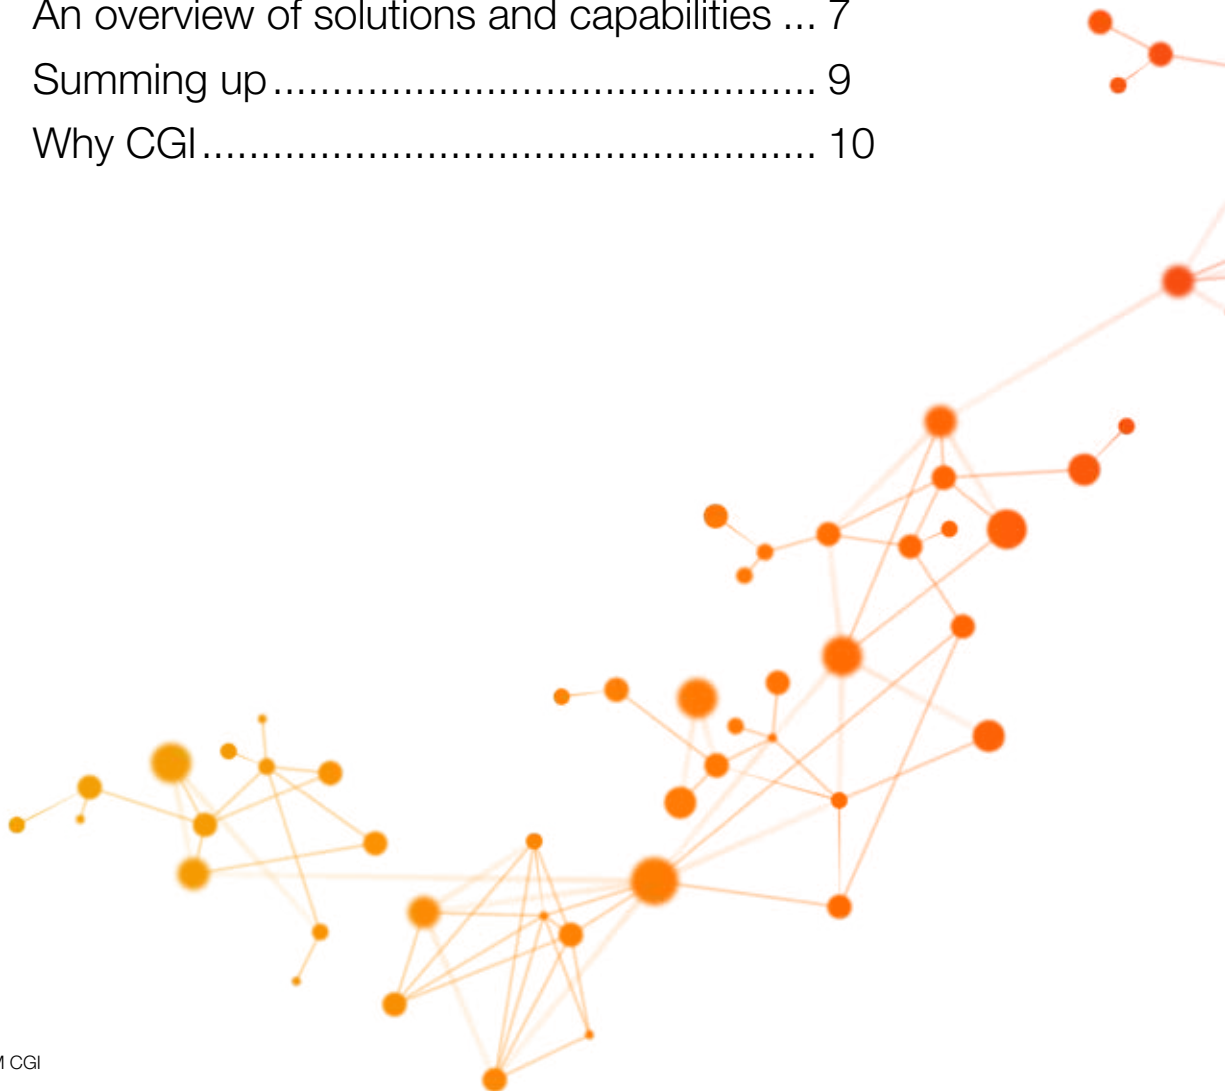 An overview of solutions and capabilities ... 7
Summing up .............................................. 9
Why CGI .................................................... 10
CGI